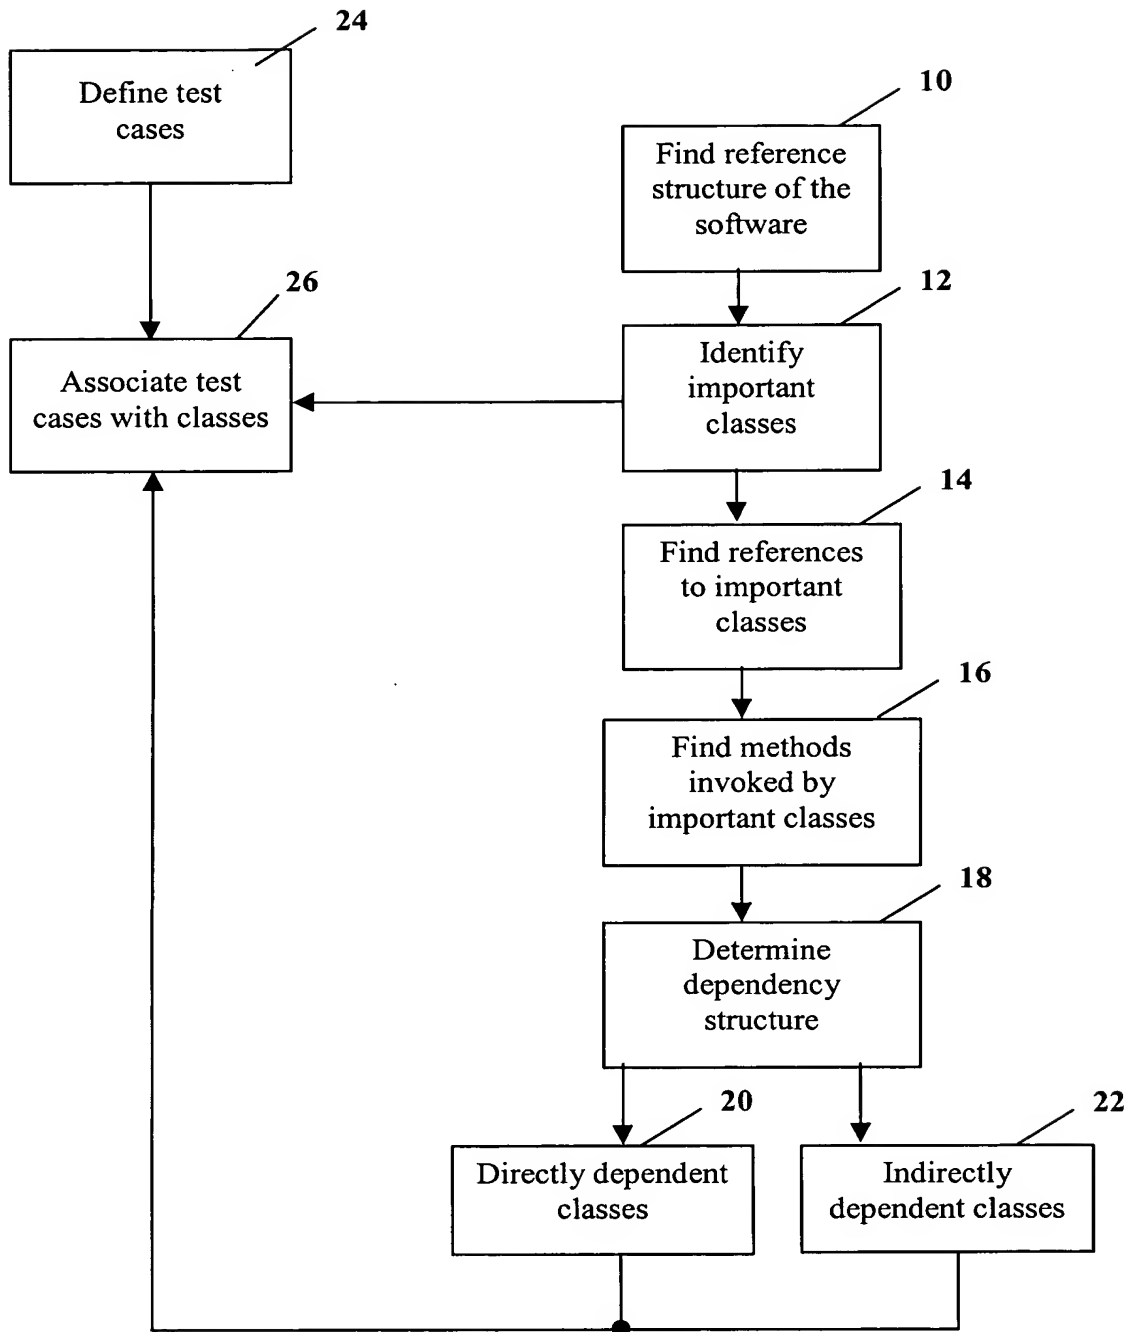 24
Define test
cases
10
Find reference
structure of the
software
26
Associate test
cases with classes
12
Identify
important
classes
14
Find references
to important
classes
16
Find methods
invoked by
important classes
18
Determine
dependency
structure
20
Directly dependent
classes
22
Indirectly
dependent classes